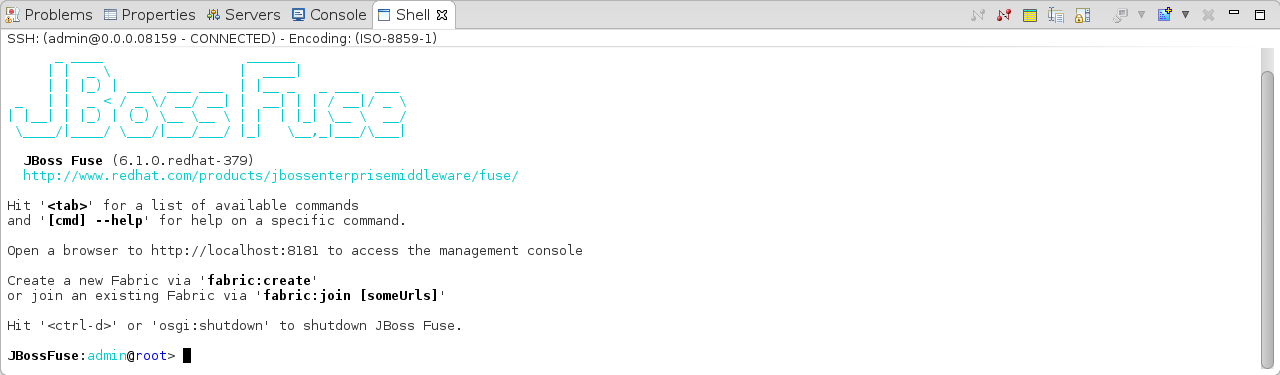 Problems Properties Servers Console Shell
SSH: (admin@0.0.0.08159 - CONNECTED) - Encoding: (ISO-8859-1)
JBoss Fuse
JBoss Fuse (6.1.0.redhat-379)
http://www.redhat.com/products/jbossenterprisemiddleware/fuse/
Hit '<tab>' for a list of available commands
and '[cmd] --help' for help on a specific command.
Open a browser to http://localhost:8181 to access the management console
Create a new Fabric via 'fabric:create'
or join an existing Fabric via 'fabric:join [someUrls]'
Hit '<ctrl-d>' or 'osgi:shutdown' to shutdown JBoss Fuse.
JBossFuse:admin@root>